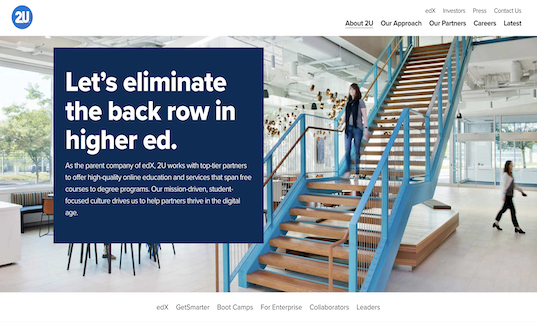 2U
edX Investors Press Contact Us
About 2U Our Approach Our Partners Careers Latest
Let’s eliminate
the back row in
higher ed.
As the parent company of edX, 2U works with top-tier partners
to offer high-quality online education and services that span free
courses to degree programs. Our mission-driven, student-
focused culture drives us to help partners thrive in the digital
age.
edX GetSmarter Boot Camps For Enterprise Collaborators Leaders